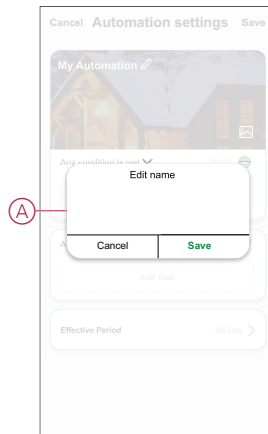 Cancel Automation settings Save
My Automation
Any condition is met
Edit name
A
Cancel Save
Add Task
Effective Period All-Day